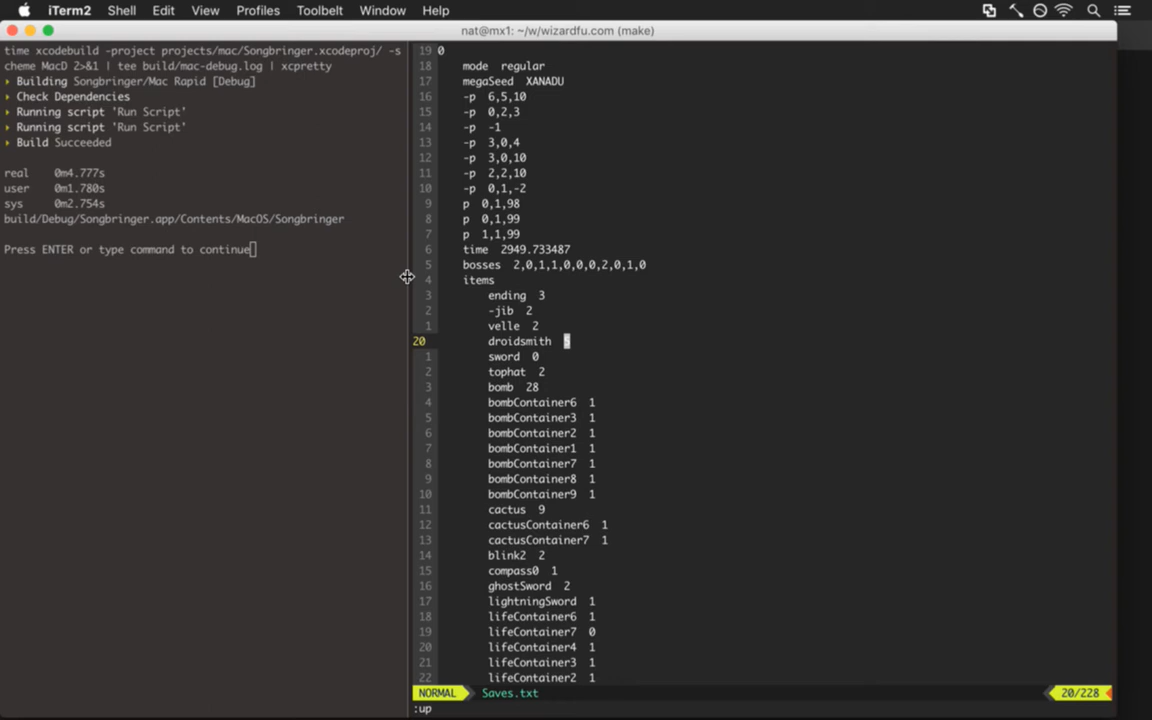 iTerm2 Shell Edit View Profiles Toolbelt Window Help
nat@mx1: ~/w/wizardfu.com (make)
time xcodebuild -project projects/mac/Songbringer.xcodeproj/ -s
cheme MacD 2>&1 | tee build/mac-debug.log | xcpretty
▸ Building Songbringer/Mac Rapid [Debug]
▸ Check Dependencies
▸ Running script 'Run Script'
▸ Running script 'Run Script'
▸ Build Succeeded
real 0m4.777s
user 0m1.780s
sys 0m2.754s
build/Debug/Songbringer.app/Contents/MacOS/Songbringer
Press ENTER or type command to continue
19 0
18 mode regular
17 megaSeed XANADU
16 -p 6,5,10
15 -p 0,2,3
14 -p -1
13 -p 3,0,4
12 -p 3,0,10
11 -p 2,2,10
10 -p 0,1,-2
9 p 0,1,98
8 p 0,1,99
7 p 1,1,99
6 time 2949.733487
5 bosses 2,0,1,1,0,0,0,2,0,1,0
4 items
3 ending 3
2 -jib 2
1 velle 2
20 droidsmith 5
1 sword 0
2 tophat 2
3 bomb 28
4 bombContainer6 1
5 bombContainer3 1
6 bombContainer2 1
7 bombContainer1 1
8 bombContainer7 1
9 bombContainer8 1
10 bombContainer9 1
11 cactus 9
12 cactusContainer6 1
13 cactusContainer7 1
14 blink2 2
15 compass0 1
16 ghostSword 2
17 lightningSword 1
18 lifeContainer6 1
19 lifeContainer7 0
20 lifeContainer4 1
21 lifeContainer3 1
22 lifeContainer2 1
NORMAL Saves.txt 20/228
:up